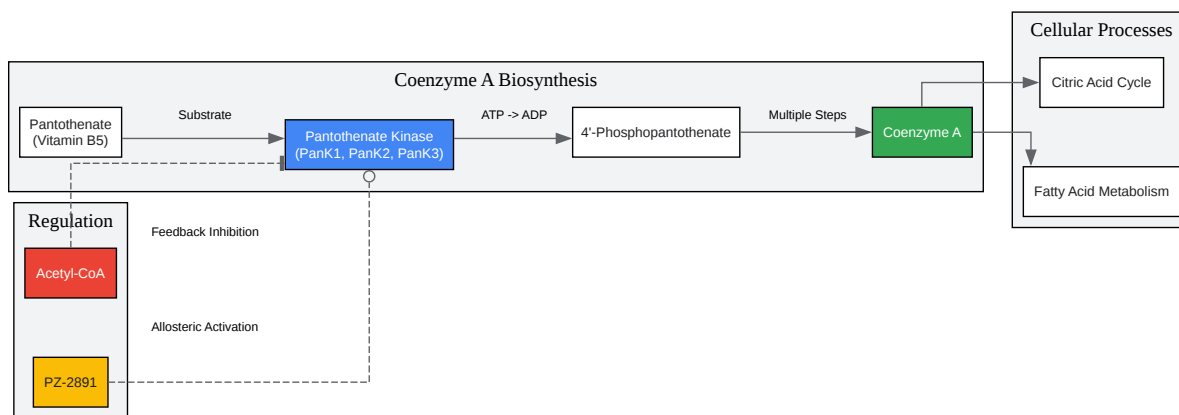 Cellular Processes
Coenzyme A Biosynthesis
Citric Acid Cycle
Pantothenate
(Vitamin B5)
Substrate
Pantothenate Kinase
(PanK1, PanK2, PanK3)
ATP -> ADP
4'-Phosphopantothenate
Multiple Steps
Coenzyme A
Fatty Acid Metabolism
Regulation
Feedback Inhibition
Acetyl-CoA
Allosteric Activation
PZ-2891